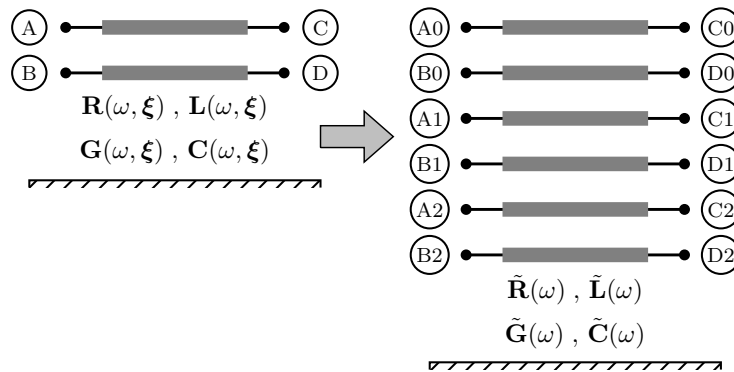 A C
B D
𝐑(ω, 𝛏) , 𝐋(ω, 𝛏)
𝐆(ω, 𝛏) , 𝐂(ω, 𝛏)
A0 C0
B0 D0
A1 C1
B1 D1
A2 C2
B2 D2
𝐑̃(ω) , 𝐋̃(ω)
𝐆̃(ω) , 𝐂̃(ω)